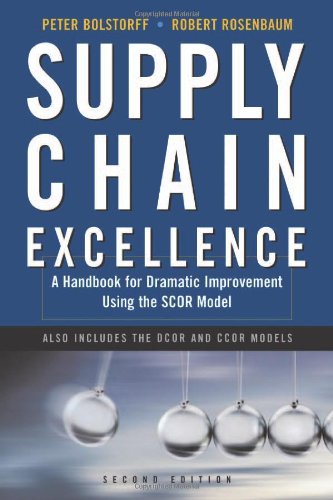 PETER BOLSTORFF • ROBERT ROSENBAUM
SUPPLY
CHAIN
EXCELLENCE
A Handbook for Dramatic Improvement
Using the SCOR Model
ALSO INCLUDES THE DCOR AND CCOR MODELS
SECOND EDITION